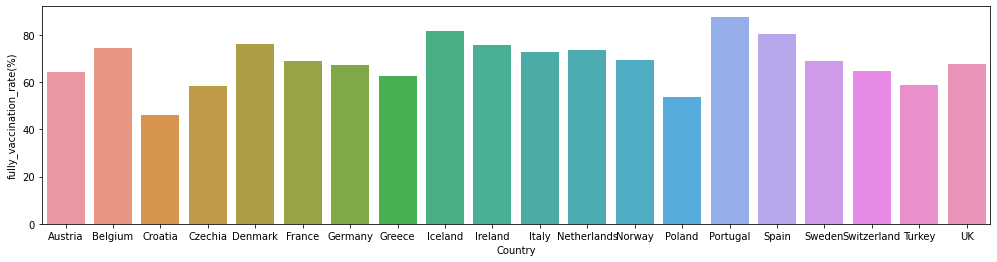 fully_vaccination_rate(%)
80
60
40
20
0
Austria Belgium Croatia Czechia Denmark France Germany Greece Iceland Ireland Italy Netherlands Norway Poland Portugal Spain Sweden Switzerland Turkey UK
Country